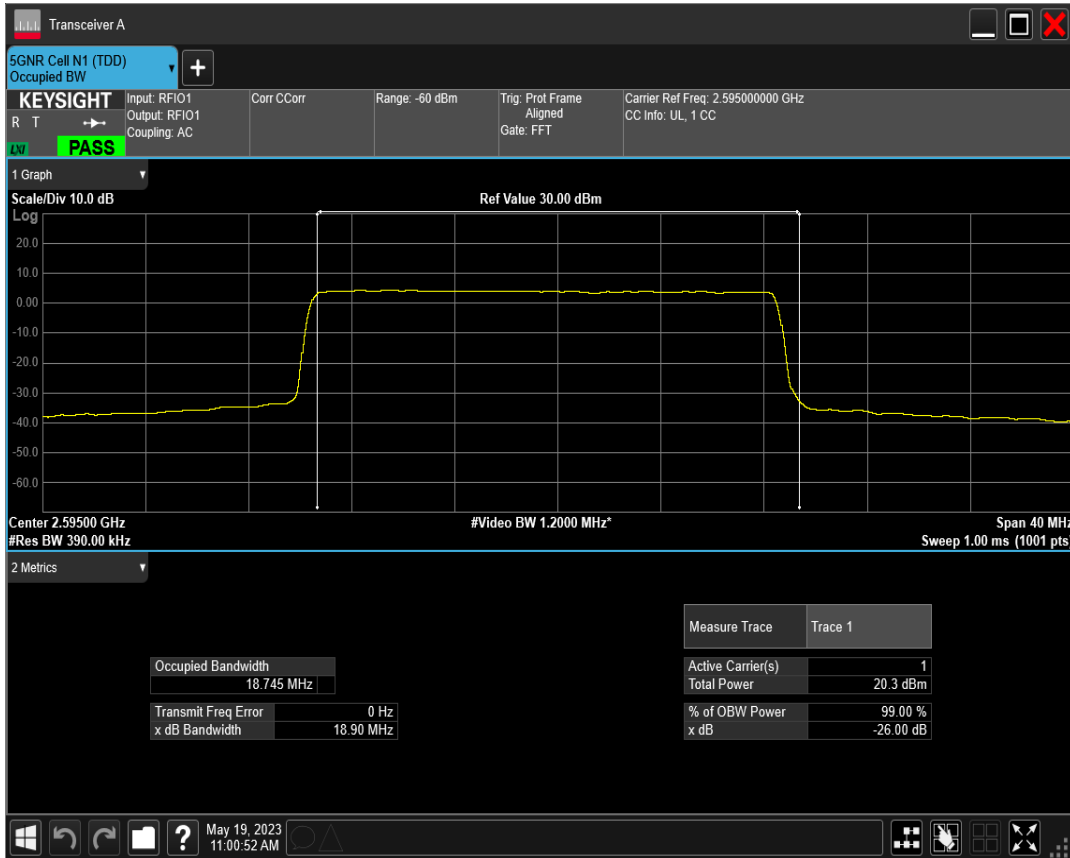 Transceiver A
5GNR Cell N1 (TDD)
Occupied BW
+
KEYSIGHT
R T
LXI
PASS
Input: RFIO1
Output: RFIO1
Coupling: AC
Corr CCorr
Range: -60 dBm
Trig: Prot Frame
Aligned
Gate: FFT
Carrier Ref Freq: 2.595000000 GHz
CC Info: UL, 1 CC
1 Graph
Scale/Div 10.0 dB
Ref Value 30.00 dBm
Log
20.0
10.0
0.00
-10.0
-20.0
-30.0
-40.0
-50.0
-60.0
Center 2.59500 GHz
#Video BW 1.2000 MHz*
Span 40 MHz
#Res BW 390.00 kHz
Sweep 1.00 ms (1001 pts)
2 Metrics
Measure Trace
Trace 1
Occupied Bandwidth
18.745 MHz
Active Carrier(s)
1
Total Power
20.3 dBm
Transmit Freq Error
0 Hz
x dB Bandwidth
18.90 MHz
% of OBW Power
99.00 %
x dB
-26.00 dB
?
May 19, 2023
11:00:52 AM